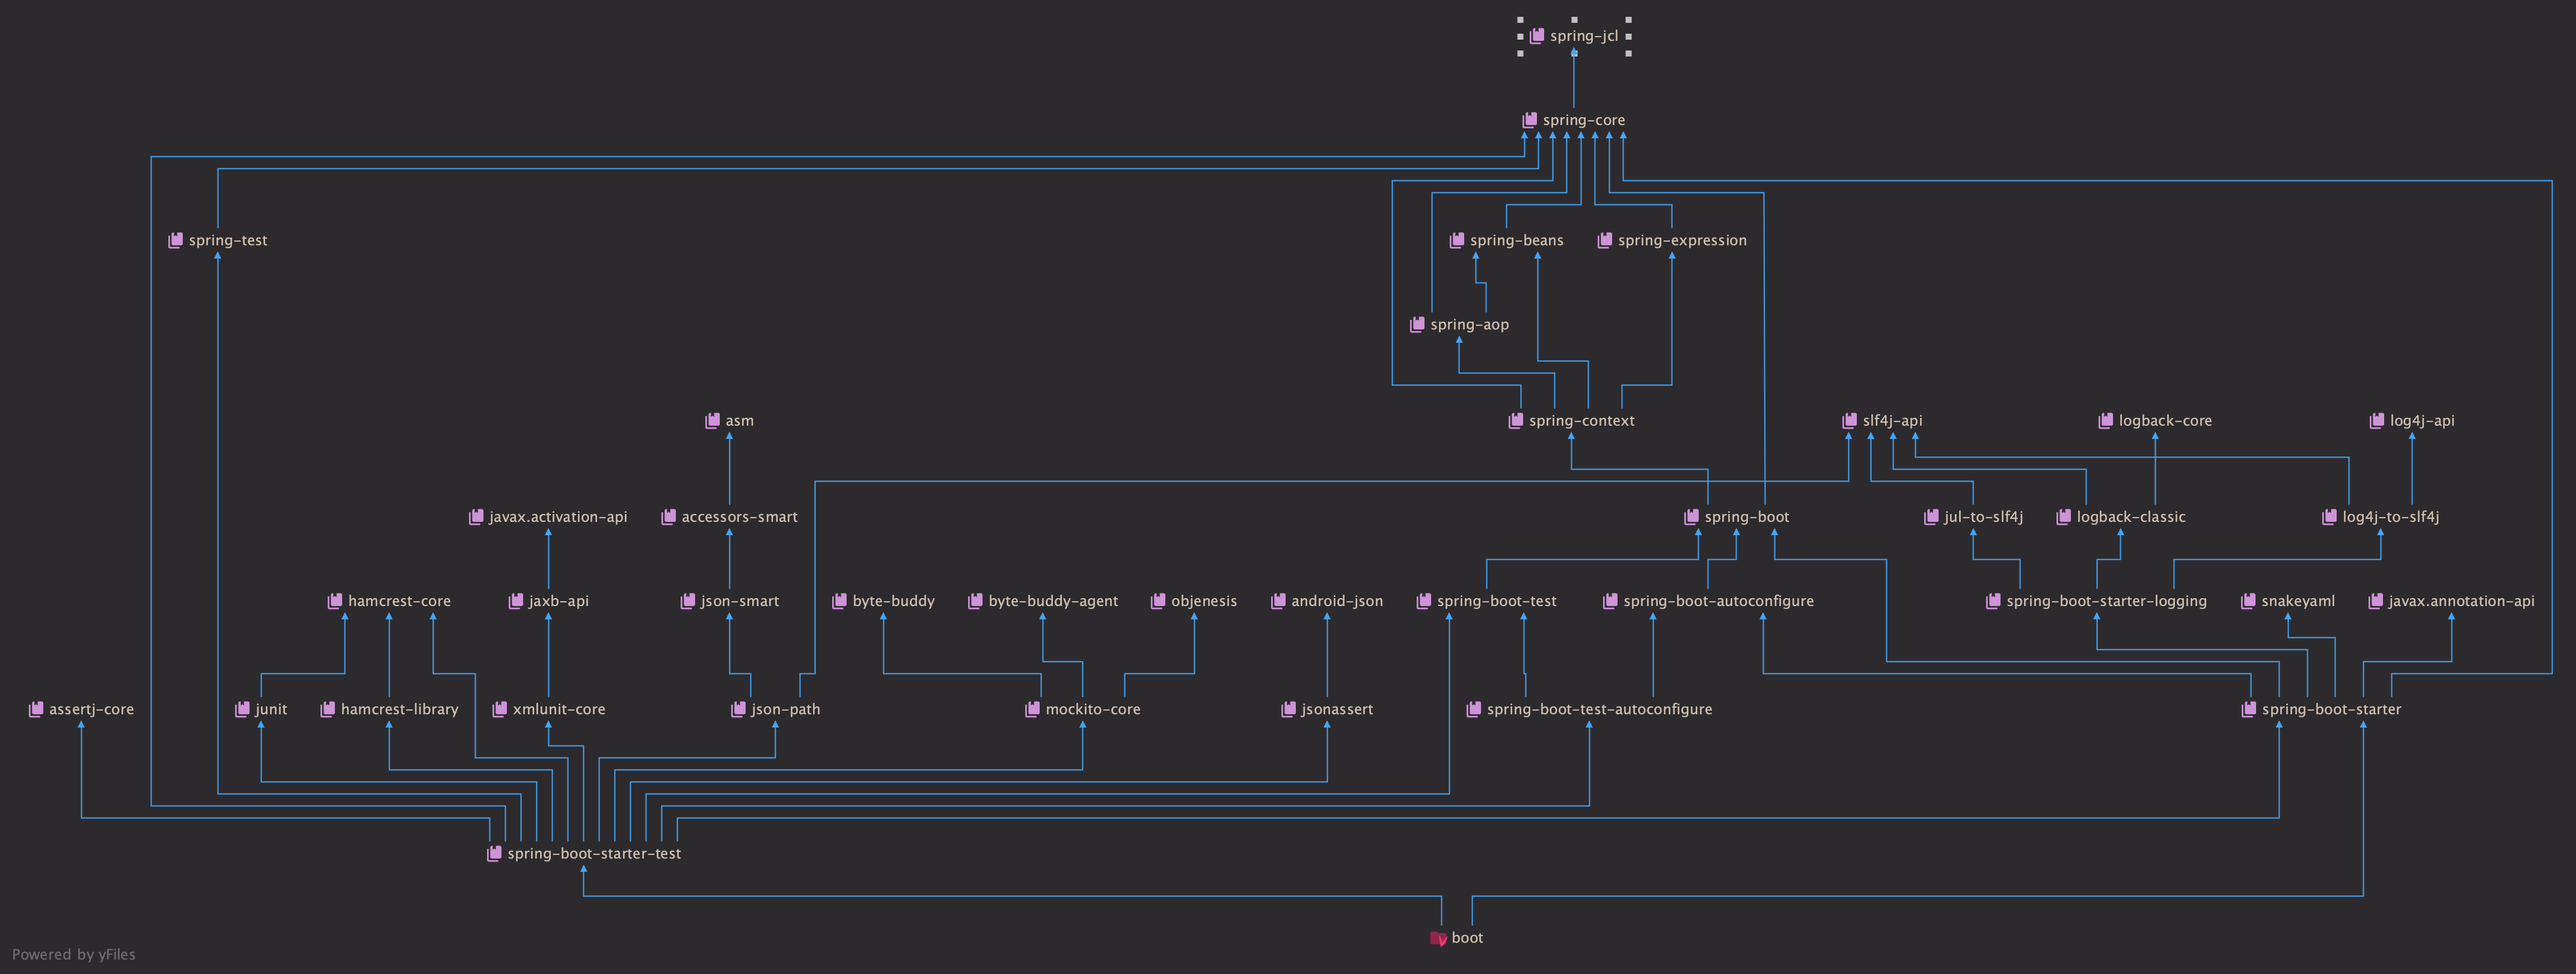 spring-jcl
spring-core
spring-test
spring-beans
spring-expression
spring-aop
asm
spring-context
slf4j-api
logback-core
log4j-api
javax.activation-api
accessors-smart
spring-boot
jul-to-slf4j
logback-classic
log4j-to-slf4j
hamcrest-core
jaxb-api
json-smart
byte-buddy
byte-buddy-agent
objenesis
android-json
spring-boot-test
spring-boot-autoconfigure
spring-boot-starter-logging
snakeyaml
javax.annotation-api
assertj-core
junit
hamcrest-library
xmlunit-core
json-path
mockito-core
jsonassert
spring-boot-test-autoconfigure
spring-boot-starter
spring-boot-starter-test
boot
Powered by yFiles